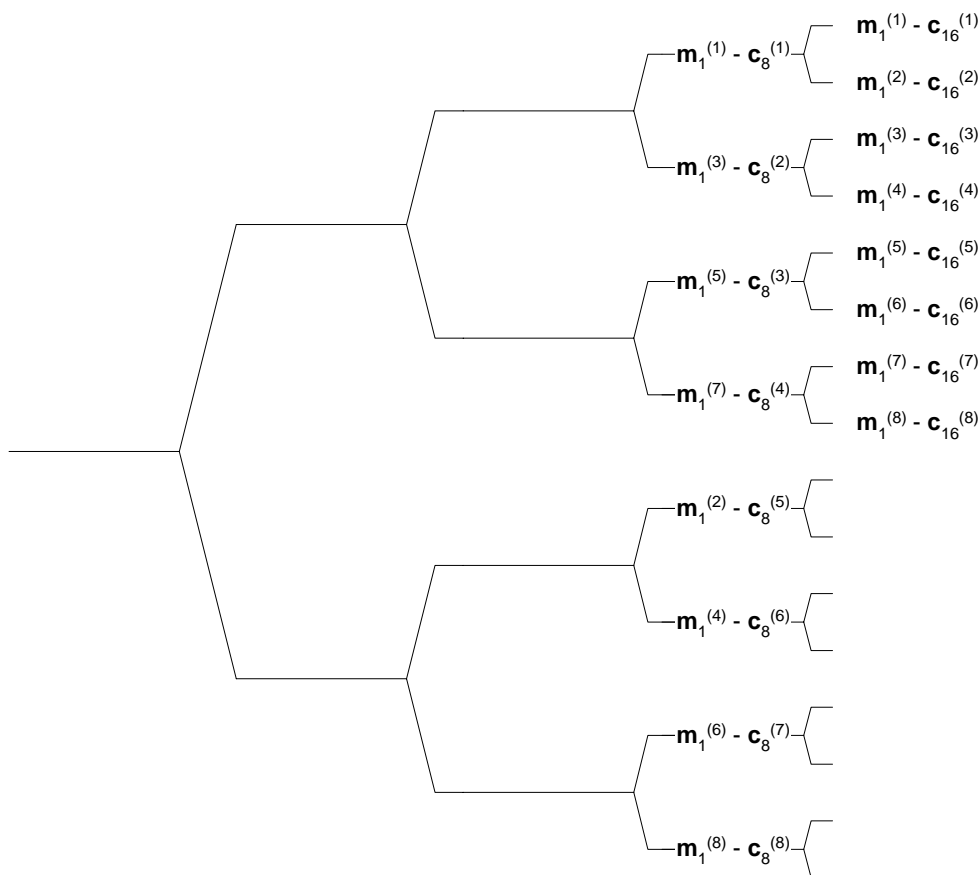 m₁⁽¹⁾ - c₁₆⁽¹⁾
m₁⁽¹⁾ - c₈⁽¹⁾
m₁⁽²⁾ - c₁₆⁽²⁾
m₁⁽³⁾ - c₁₆⁽³⁾
m₁⁽³⁾ - c₈⁽²⁾
m₁⁽⁴⁾ - c₁₆⁽⁴⁾
m₁⁽⁵⁾ - c₁₆⁽⁵⁾
m₁⁽⁵⁾ - c₈⁽³⁾
m₁⁽⁶⁾ - c₁₆⁽⁶⁾
m₁⁽⁷⁾ - c₁₆⁽⁷⁾
m₁⁽⁷⁾ - c₈⁽⁴⁾
m₁⁽⁸⁾ - c₁₆⁽⁸⁾
m₁⁽²⁾ - c₈⁽⁵⁾
m₁⁽⁴⁾ - c₈⁽⁶⁾
m₁⁽⁶⁾ - c₈⁽⁷⁾
m₁⁽⁸⁾ - c₈⁽⁸⁾